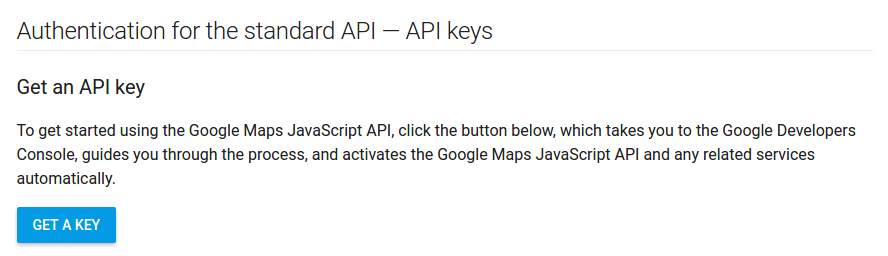 Authentication for the standard API — API keys
Get an API key
To get started using the Google Maps JavaScript API, click the button below, which takes you to the Google Developers
Console, guides you through the process, and activates the Google Maps JavaScript API and any related services
automatically.
GET A KEY